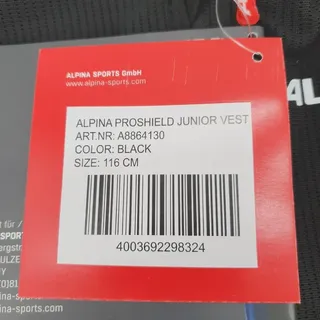 ALPINA SPORTS GmbH
www.alpina-sports.com
AL
ALPINA PROSHIELD JUNIOR VEST
ART.NR: A8864130
COLOR: BLACK
SIZE: 116 CM
4003692298324